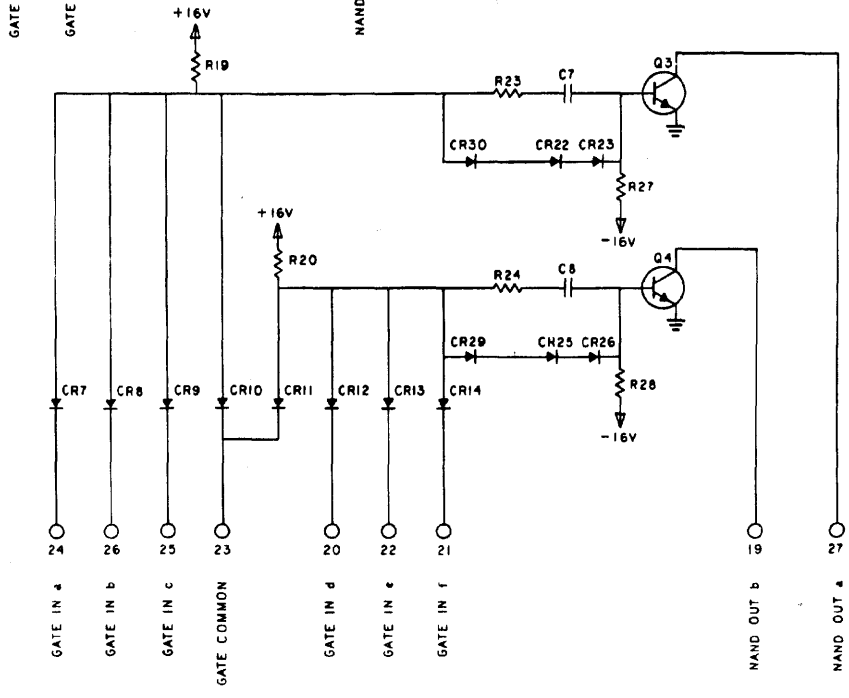 GATE
GATE
NAND
+16V
R19
R23
C7
Q3
CR30
CR22
CR23
R27
-16V
+16V
R20
R24
C8
Q4
CR29
CR25
CR26
R28
-16V
CR7
CR8
CR9
CR10
CR11
CR12
CR13
CR14
24
26
25
23
20
22
21
19
27
GATE IN a
GATE IN b
GATE IN c
GATE COMMON
GATE IN d
GATE IN e
GATE IN f
NAND OUT b
NAND OUT a